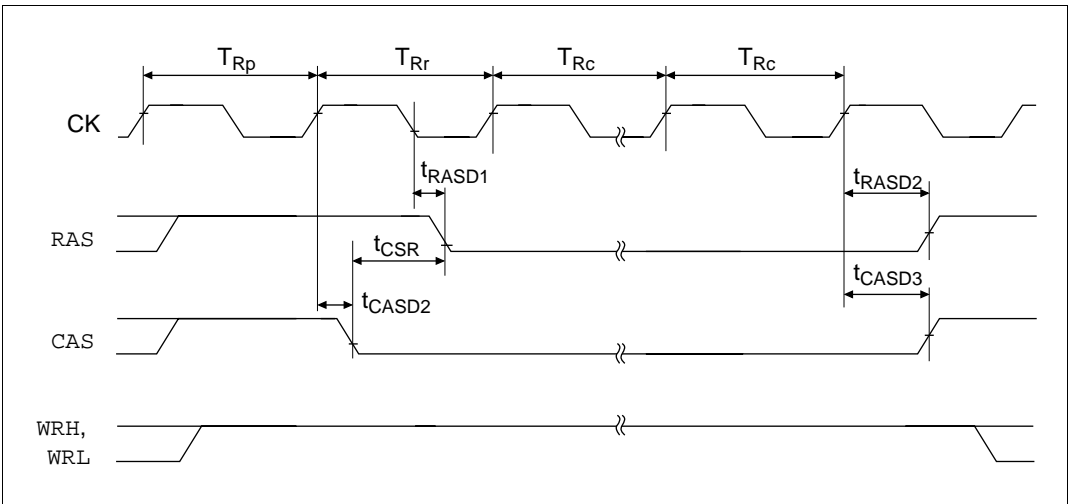 TRp TRr TRc TRc
CK
tRASD1 tRASD2
RAS
tCSR
tCASD3
tCASD2
CAS
WRH,
WRL